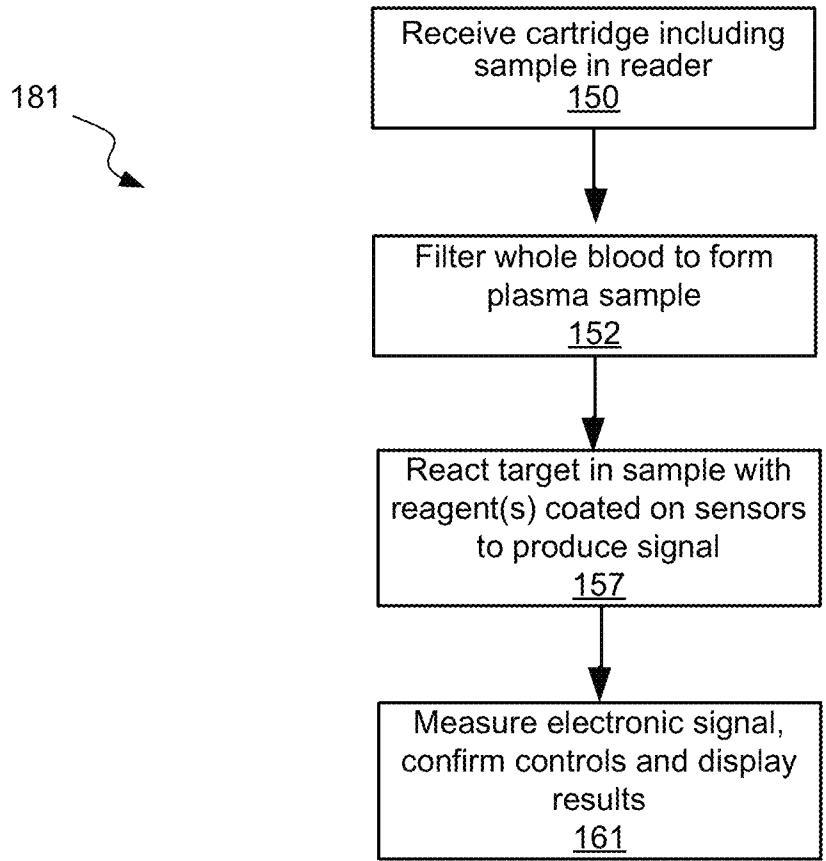 Receive cartridge including
sample in reader
150
181
Filter whole blood to form
plasma sample
152
React target in sample with
reagent(s) coated on sensors
to produce signal
157
Measure electronic signal,
confirm controls and display
results
161